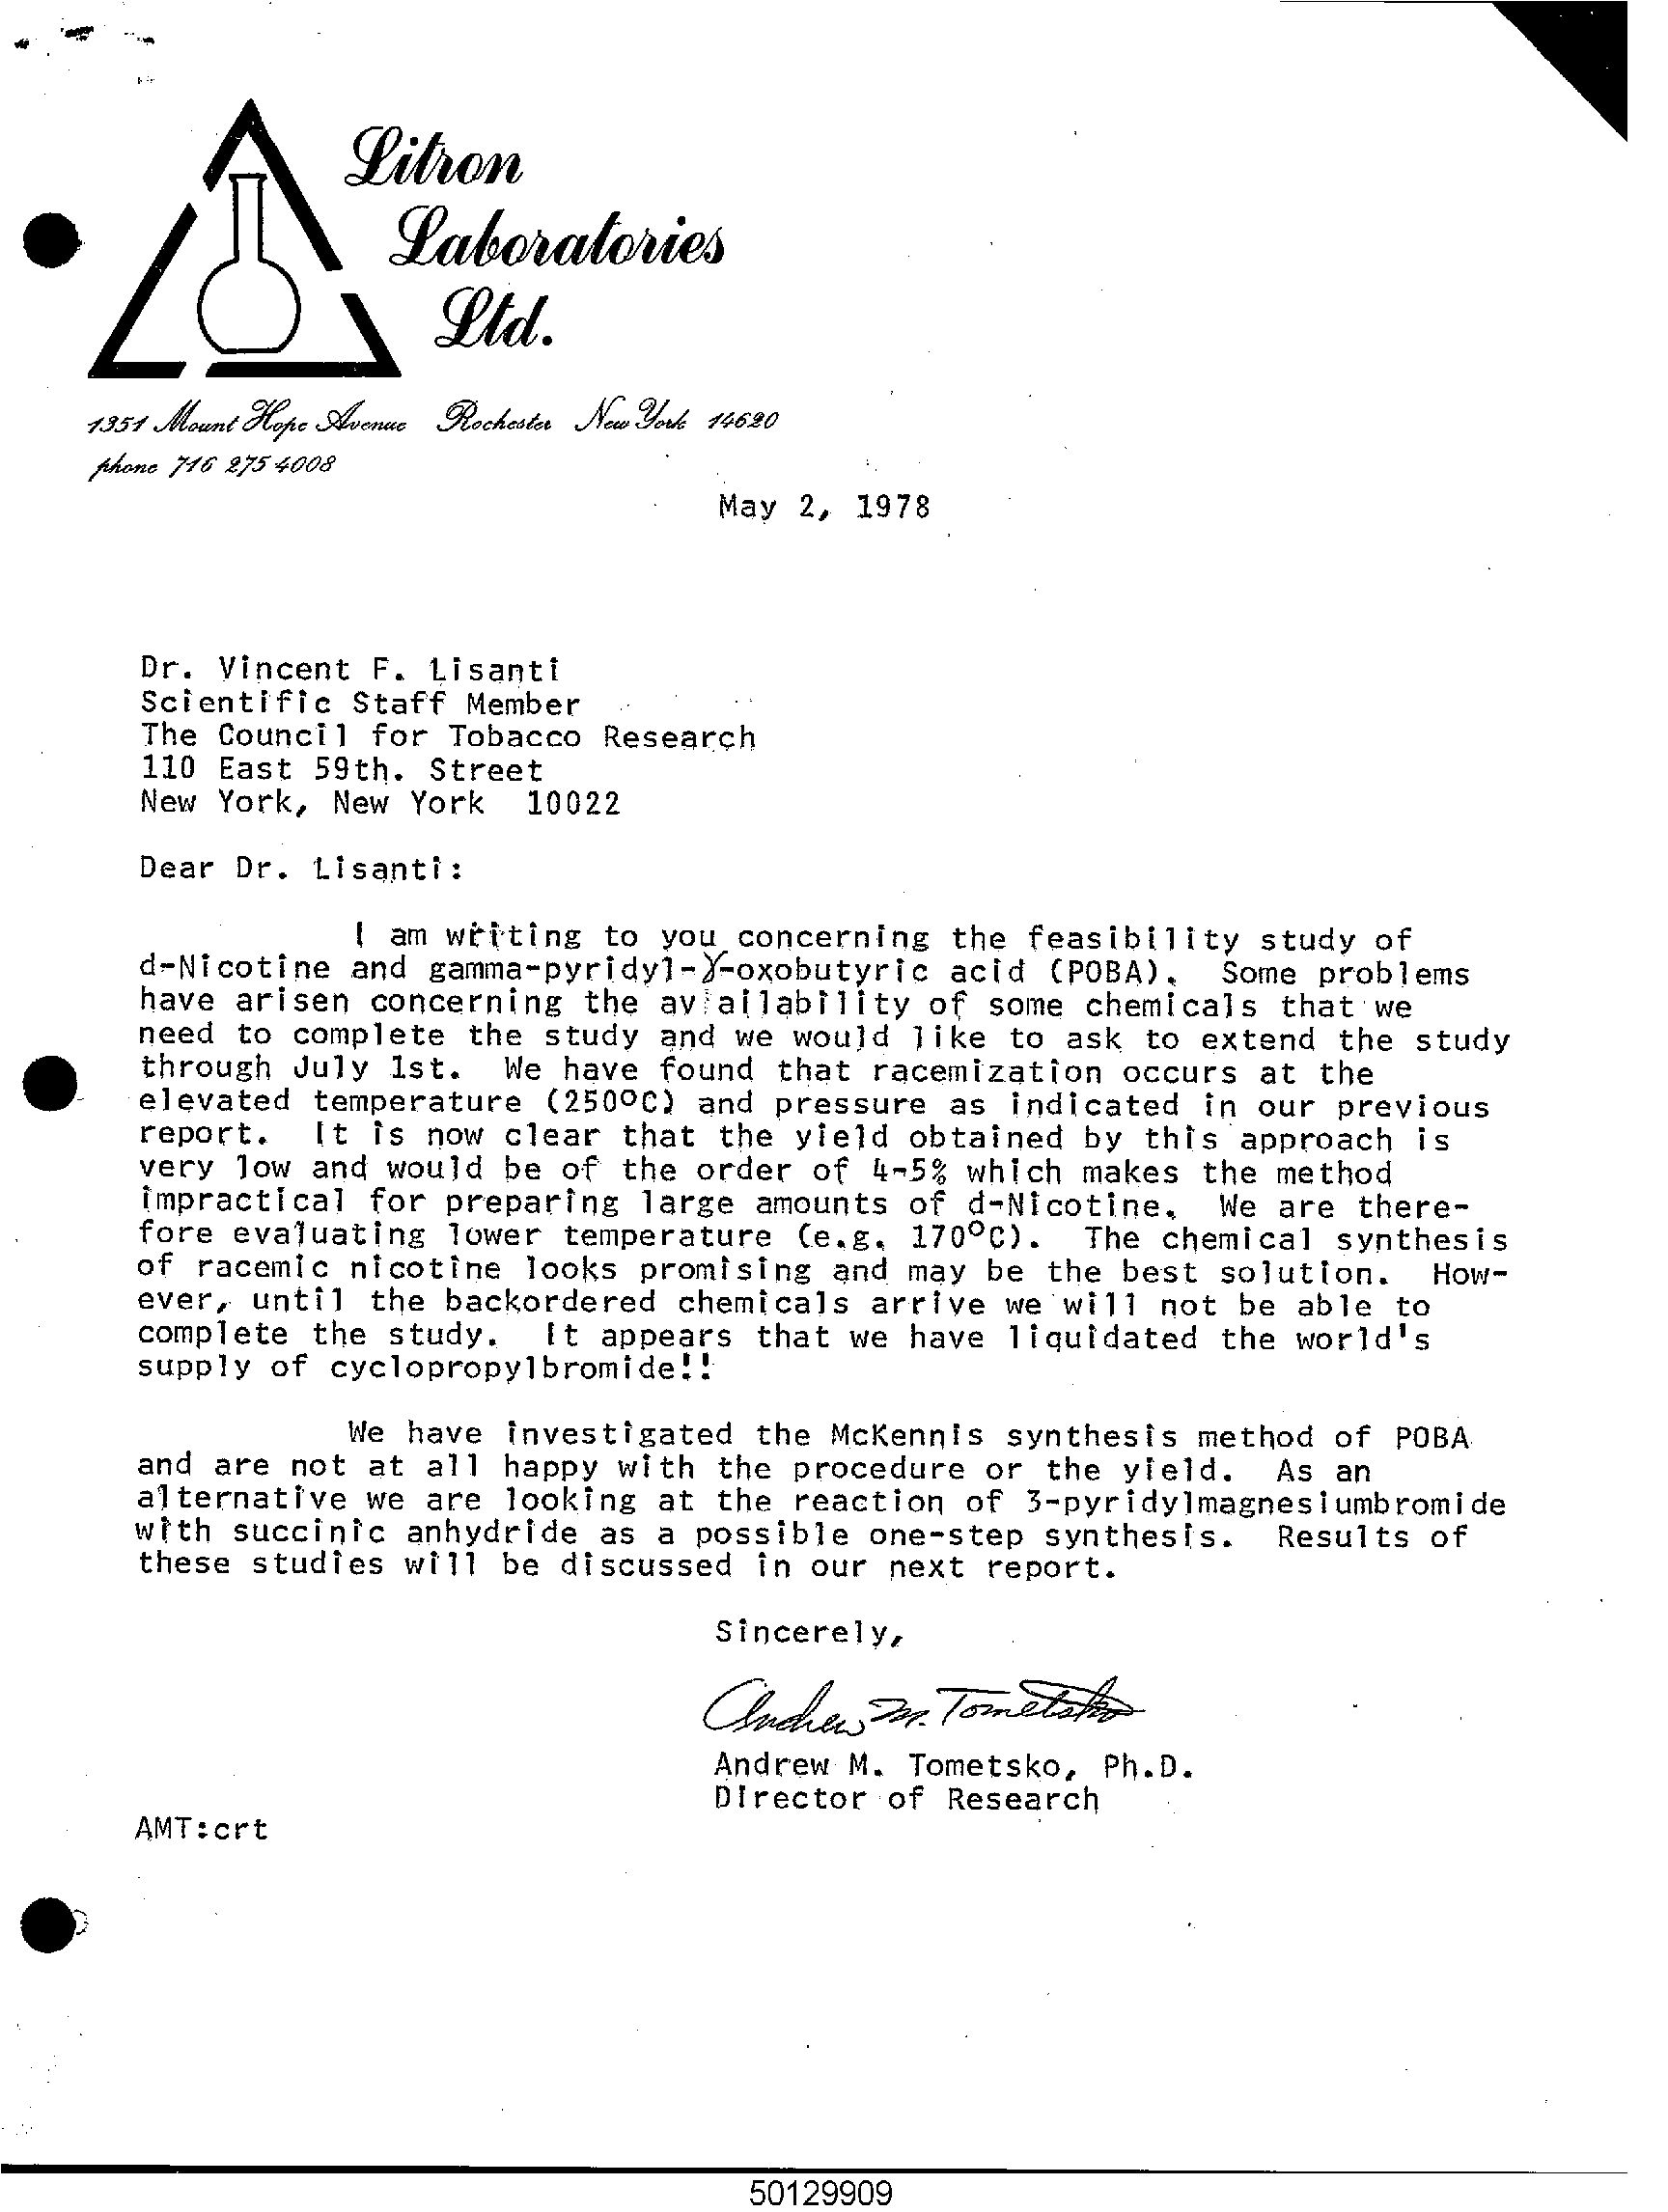 Litron
Laboratories
Ltd.
1351 Mount Hope Avenue Rochester New York 14620
phone 716 275 4008
May 2, 1978
Dr. Vincent F. Lisanti
Scientific Staff Member
The Council for Tobacco Research
110 East 59th. Street
New York, New York 10022
Dear Dr. Lisanti:
I am writing to you concerning the feasibility study of
d-Nicotine and gamma-pyridyl-γ-oxobutyric acid (POBA). Some problems
have arisen concerning the availability of some chemicals that we
need to complete the study and we would like to ask to extend the study
through July 1st. We have found that racemization occurs at the
elevated temperature (250°C) and pressure as indicated in our previous
report. It is now clear that the yield obtained by this approach is
very low and would be of the order of 4-5% which makes the method
impractical for preparing large amounts of d-Nicotine. We are there-
fore evaluating lower temperature (e.g. 170°C). The chemical synthesis
of racemic nicotine looks promising and may be the best solution. How-
ever, until the backordered chemicals arrive we will not be able to
complete the study. It appears that we have liquidated the world's
supply of cyclopropylbromide!!
We have investigated the McKennis synthesis method of POBA
and are not at all happy with the procedure or the yield. As an
alternative we are looking at the reaction of 3-pyridylmagnesiumbromide
with succinic anhydride as a possible one-step synthesis. Results of
these studies will be discussed in our next report.
Sincerely,
Andrew M. Tometsko
Andrew M. Tometsko, Ph.D.
Director of Research
AMT:crt
50129909